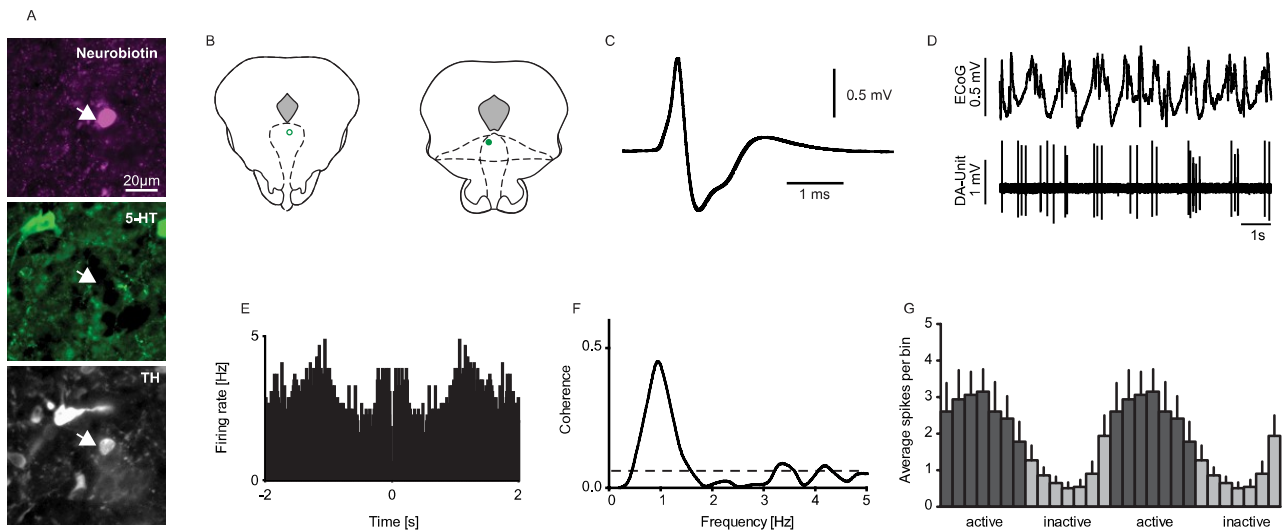 A
Neurobiotin
20µm
5-HT
TH
B
C
0.5 mV
1 ms
D
ECoG
0.5 mV
DA-Unit
1 mV
1s
E
Firing rate [Hz]
5
0
-2
0
2
Time [s]
F
Coherence
0.5
0.0
0
1
2
3
4
5
Frequency [Hz]
G
Average spikes per bin
5
4
3
2
1
0
active
inactive
active
inactive